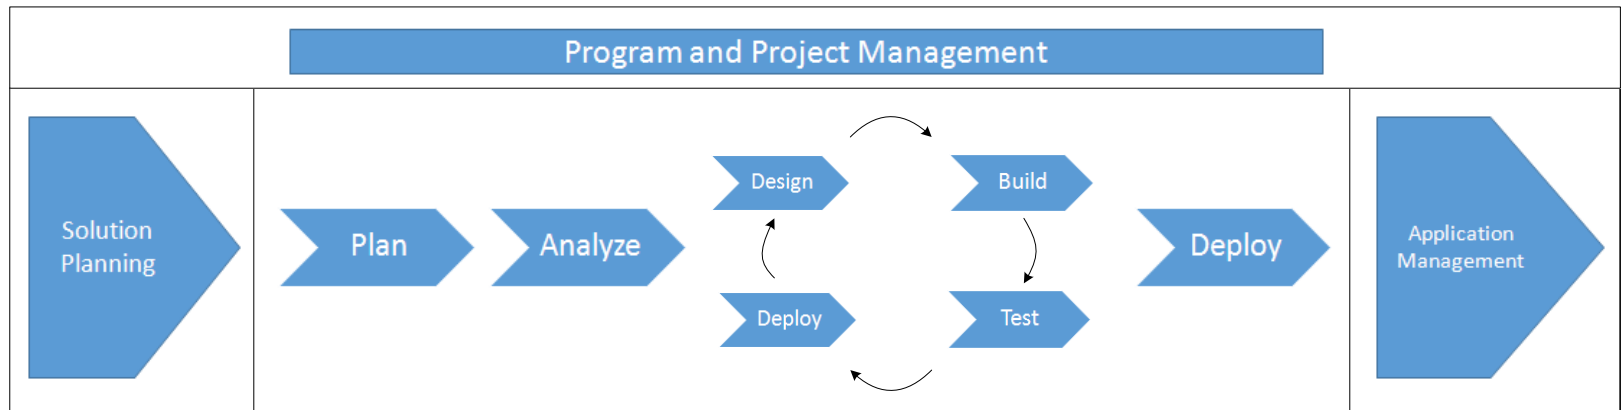 Program and Project Management
Solution
Planning
Plan
Analyze
Design
Build
Deploy
Test
Deploy
Application
Management